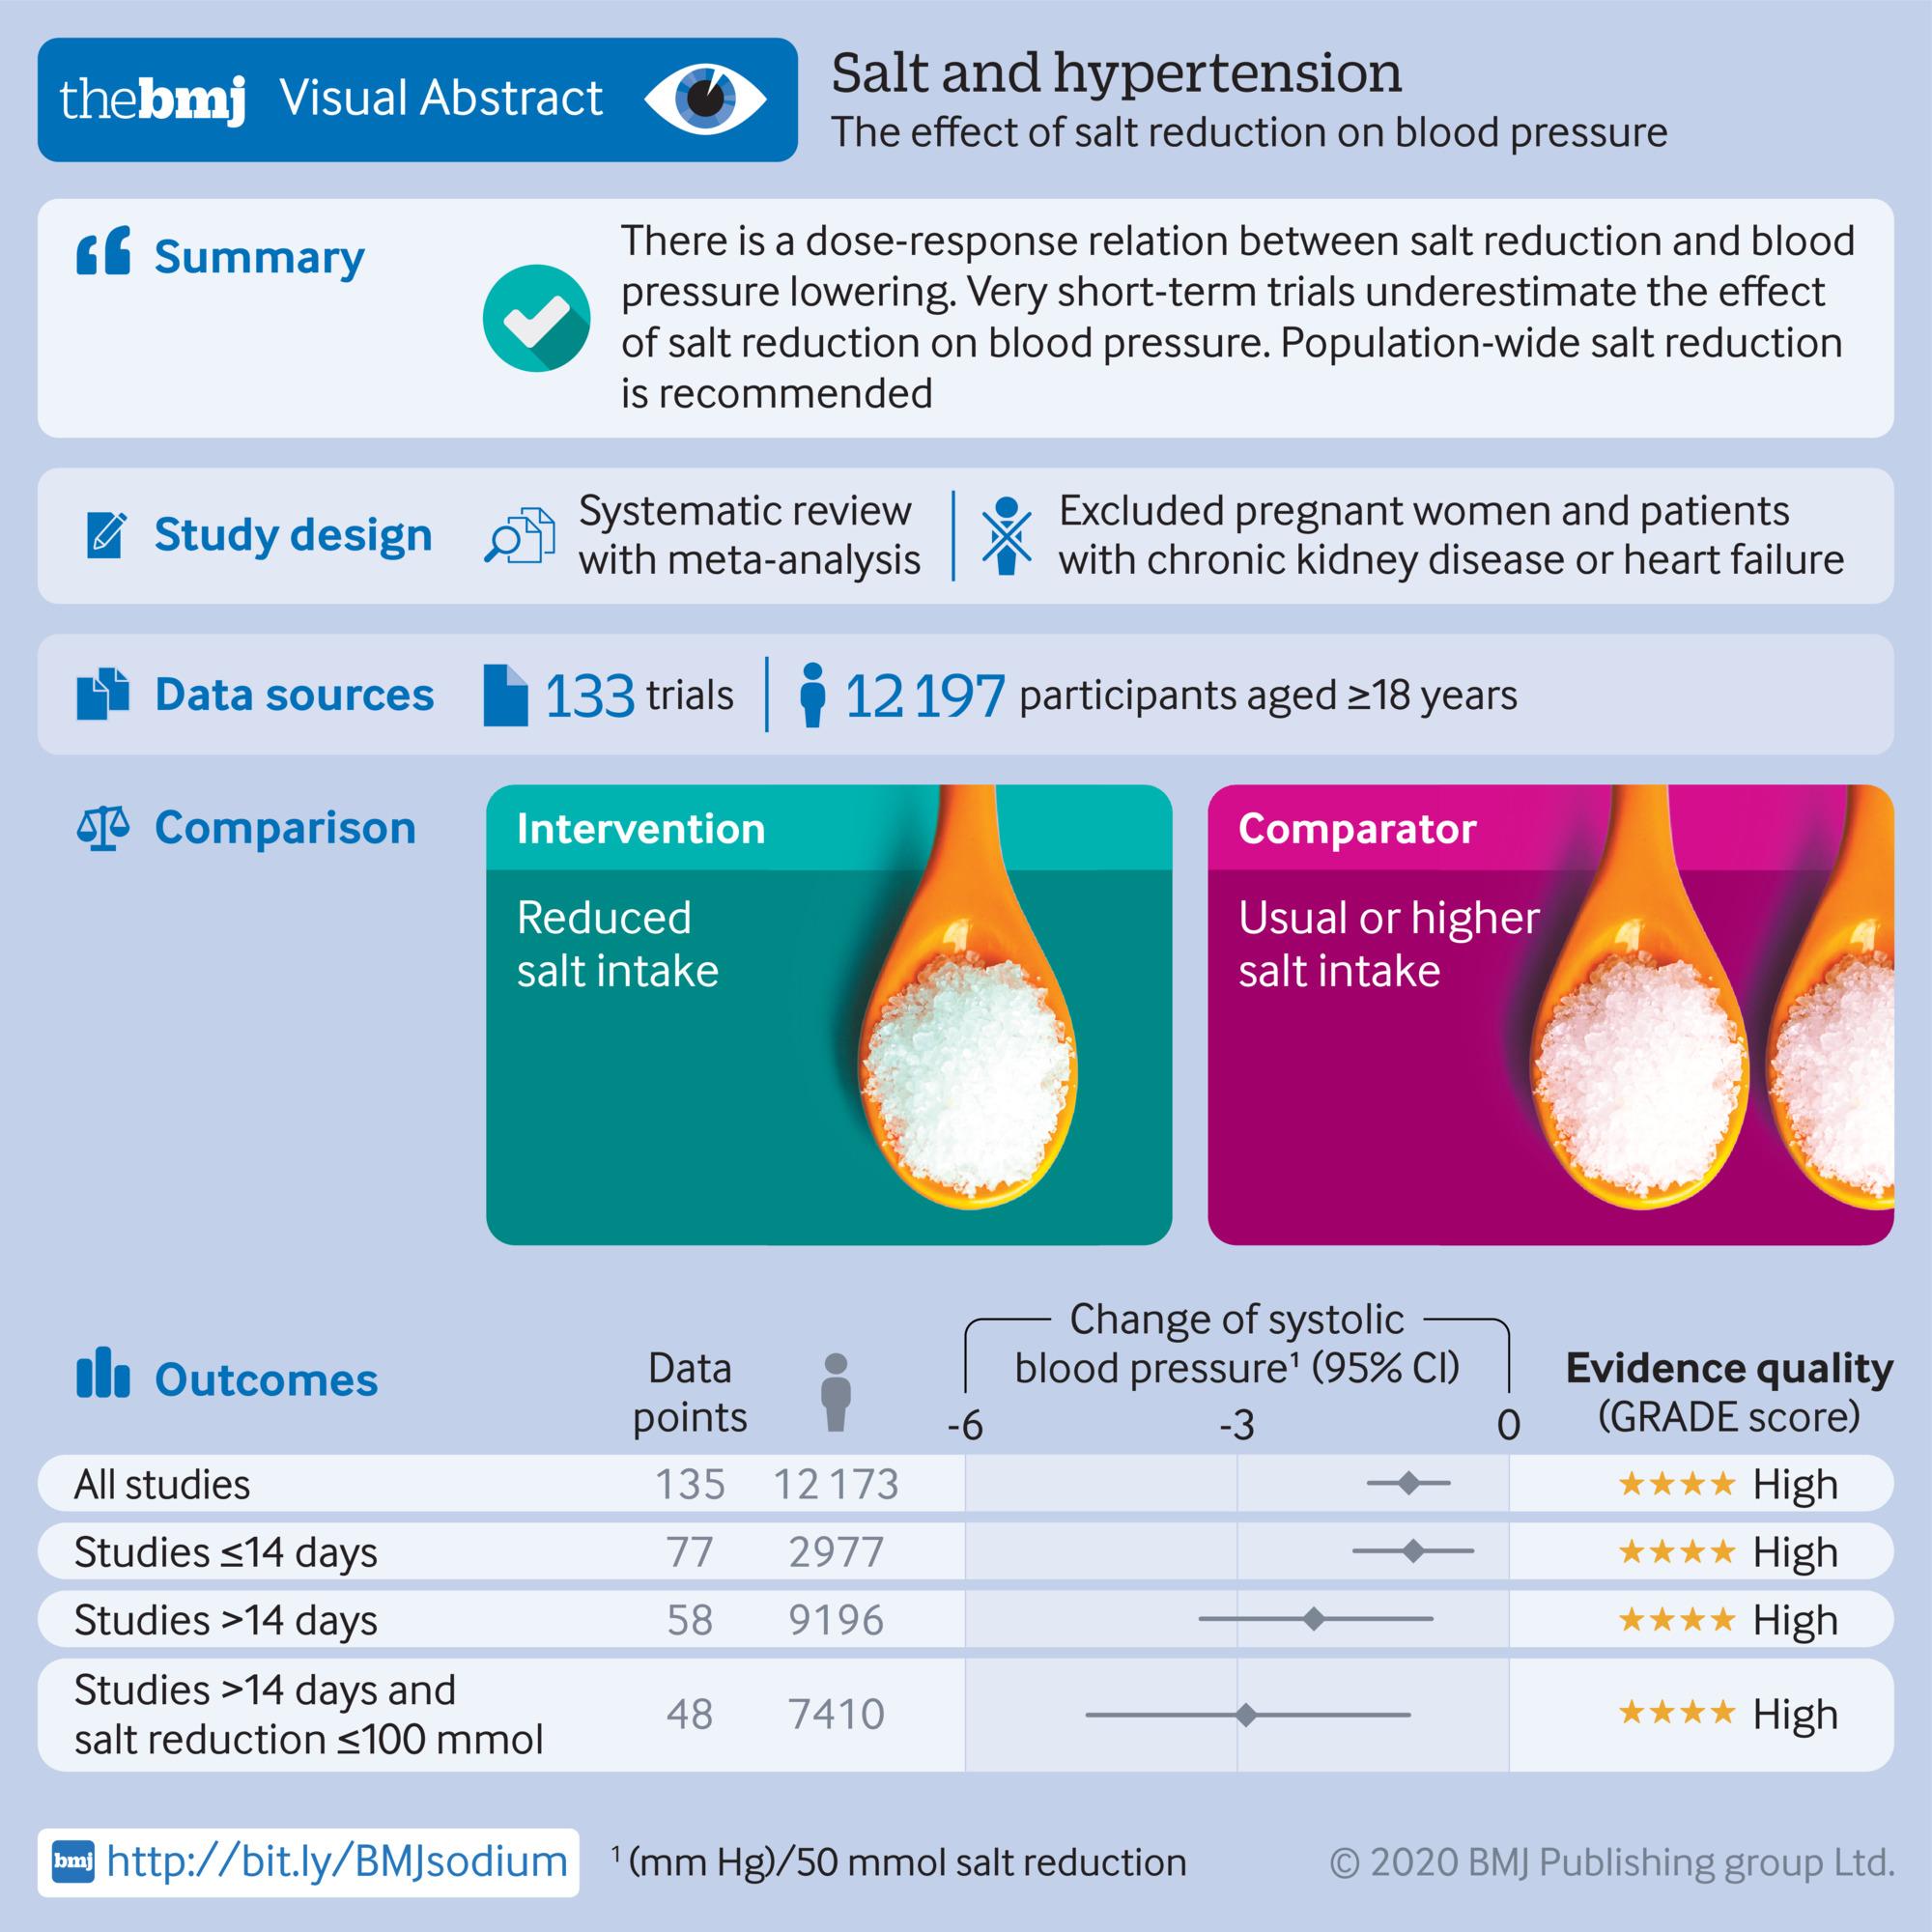 thebmj Visual Abstract
Salt and hypertension
The effect of salt reduction on blood pressure
Summary
There is a dose-response relation between salt reduction and blood
pressure lowering. Very short-term trials underestimate the effect
of salt reduction on blood pressure. Population-wide salt reduction
is recommended
Study design
Systematic review
with meta-analysis
Excluded pregnant women and patients
with chronic kidney disease or heart failure
Data sources
133 trials
12 197 participants aged ≥18 years
Comparison
Intervention
Reduced
salt intake
Comparator
Usual or higher
salt intake
Outcomes
Data
points
Change of systolic
blood pressure¹ (95% CI)
-6 -3 0
Evidence quality
(GRADE score)
All studies 135 12 173 High
Studies ≤14 days 77 2977 High
Studies >14 days 58 9196 High
Studies >14 days and
salt reduction ≤100 mmol 48 7410 High
bmj http://bit.ly/BMJsodium
¹ (mm Hg)/50 mmol salt reduction
© 2020 BMJ Publishing group Ltd.